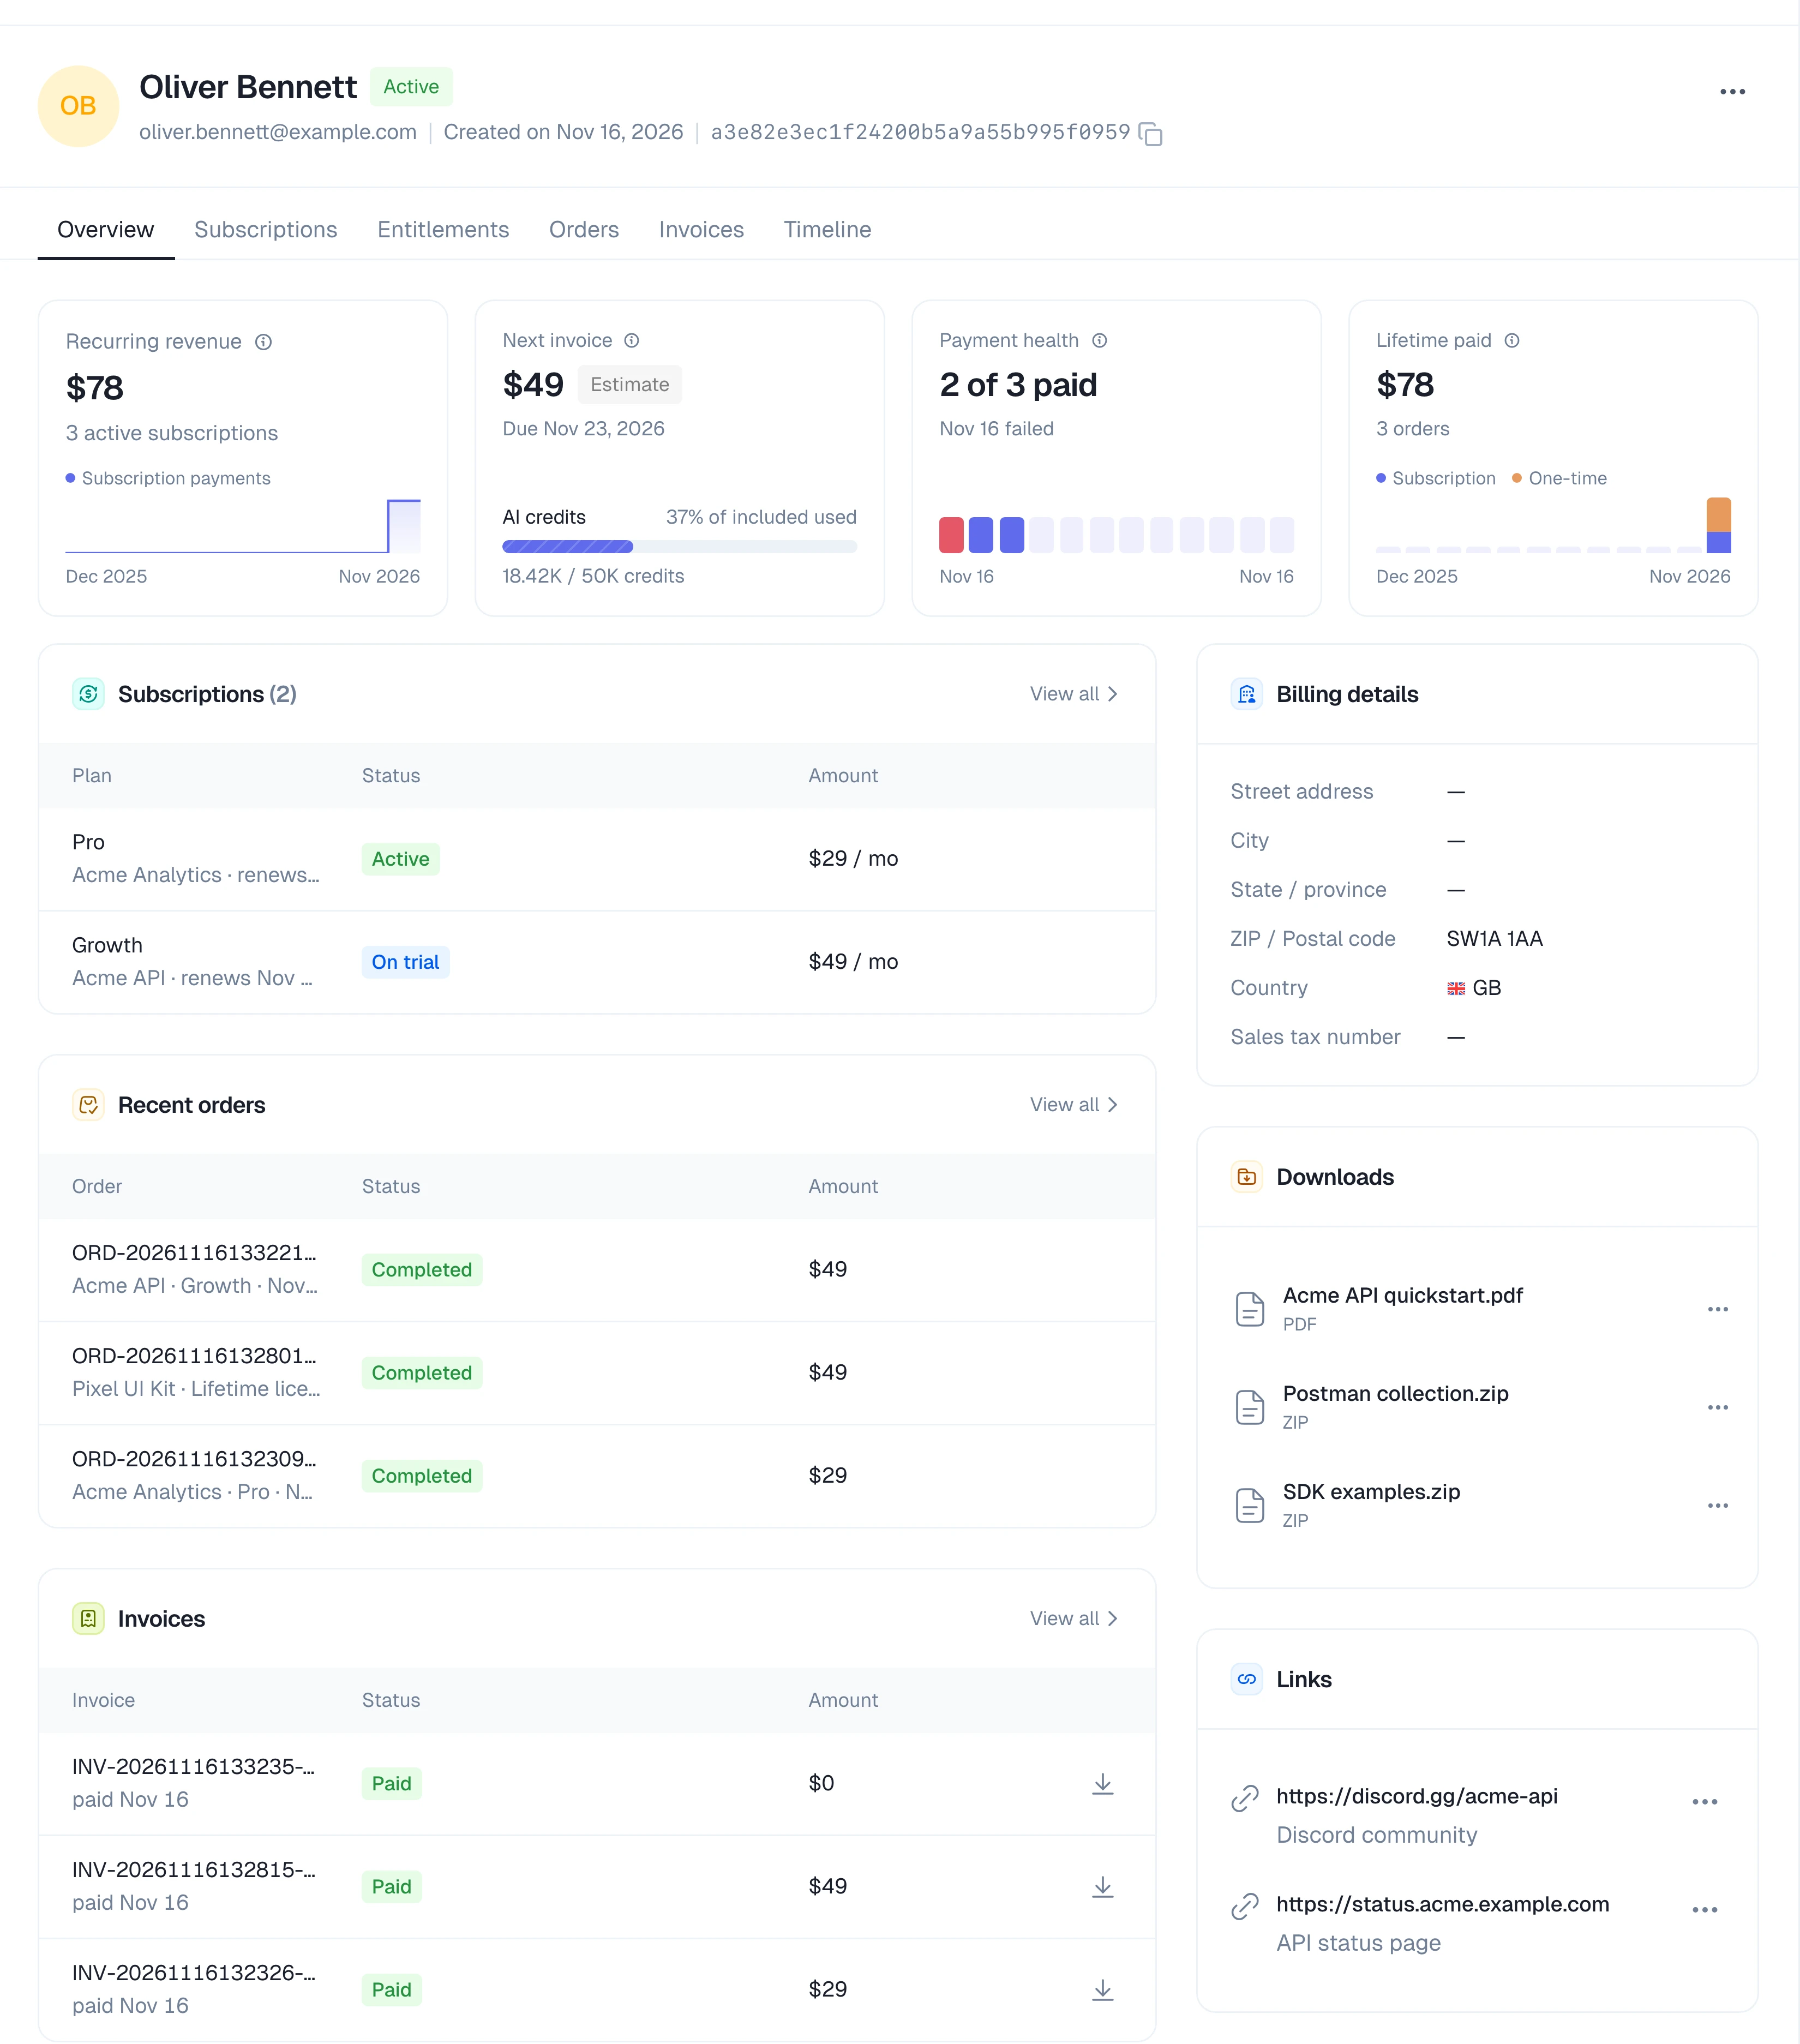 OB
Oliver Bennett Active
oliver.bennett@example.com | Created on Nov 16, 2026 | a3e82e3ec1f24200b5a9a55b995f0959
Overview Subscriptions Entitlements Orders Invoices Timeline
Recurring revenue
$78
3 active subscriptions
Subscription payments
Dec 2025 Nov 2026
Next invoice
$49 Estimate
Due Nov 23, 2026
AI credits 37% of included used
18.42K / 50K credits
Payment health
2 of 3 paid
Nov 16 failed
Nov 16 Nov 16
Lifetime paid
$78
3 orders
Subscription One-time
Dec 2025 Nov 2026
Subscriptions (2) View all
Plan Status Amount
Pro
Acme Analytics · renews...
Active
$29 / mo
Growth
Acme API · renews Nov ...
On trial
$49 / mo
Recent orders View all
Order Status Amount
ORD-20261116133221...
Acme API · Growth · Nov...
Completed
$49
ORD-20261116132801...
Pixel UI Kit · Lifetime lice...
Completed
$49
ORD-20261116132309...
Acme Analytics · Pro · N...
Completed
$29
Invoices View all
Invoice Status Amount
INV-20261116133235-...
paid Nov 16
Paid
$0
INV-20261116132815-...
paid Nov 16
Paid
$49
INV-20261116132326-...
paid Nov 16
Paid
$29
Billing details
Street address —
City —
State / province —
ZIP / Postal code SW1A 1AA
Country GB
Sales tax number —
Downloads
Acme API quickstart.pdf
PDF
Postman collection.zip
ZIP
SDK examples.zip
ZIP
Links
https://discord.gg/acme-api
Discord community
https://status.acme.example.com
API status page